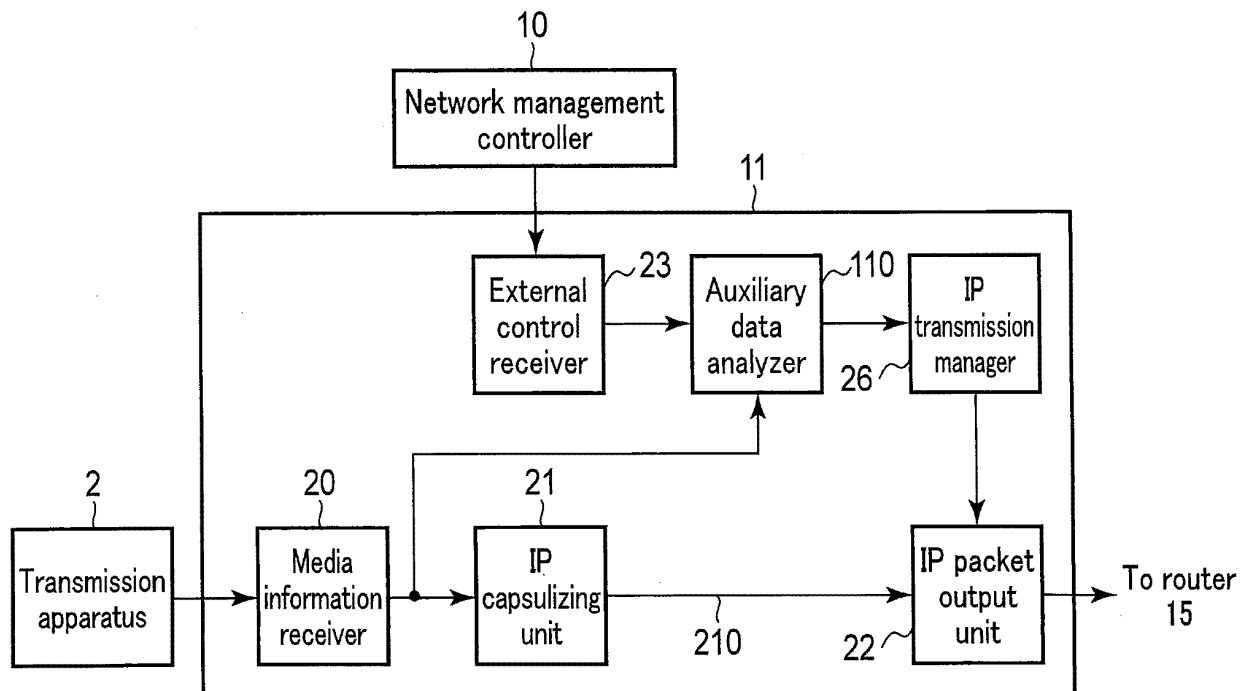 10
Network management
controller
11
External
control
receiver
23
Auxiliary
data
analyzer
110
IP
transmission
manager
26
2
Transmission
apparatus
20
Media
information
receiver
21
IP
capsulizing
unit
210
IP packet
output
unit
22
To router
15